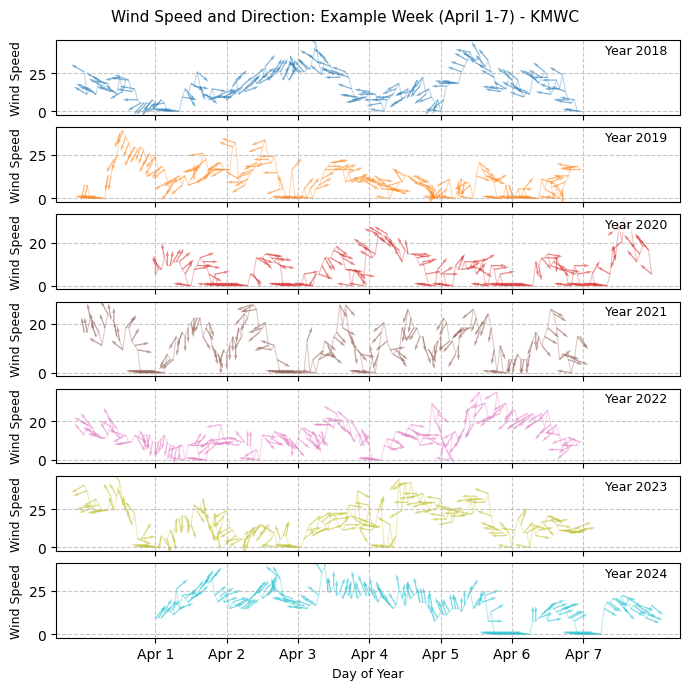 Wind Speed and Direction: Example Week (April 1-7) - KMWC
Wind Speed
25
0
Year 2018
Wind Speed
25
0
Year 2019
Wind Speed
20
0
Year 2020
Wind Speed
20
0
Year 2021
Wind Speed
20
0
Year 2022
Wind Speed
25
0
Year 2023
Wind Speed
25
0
Year 2024
Apr 1 Apr 2 Apr 3 Apr 4 Apr 5 Apr 6 Apr 7
Day of Year